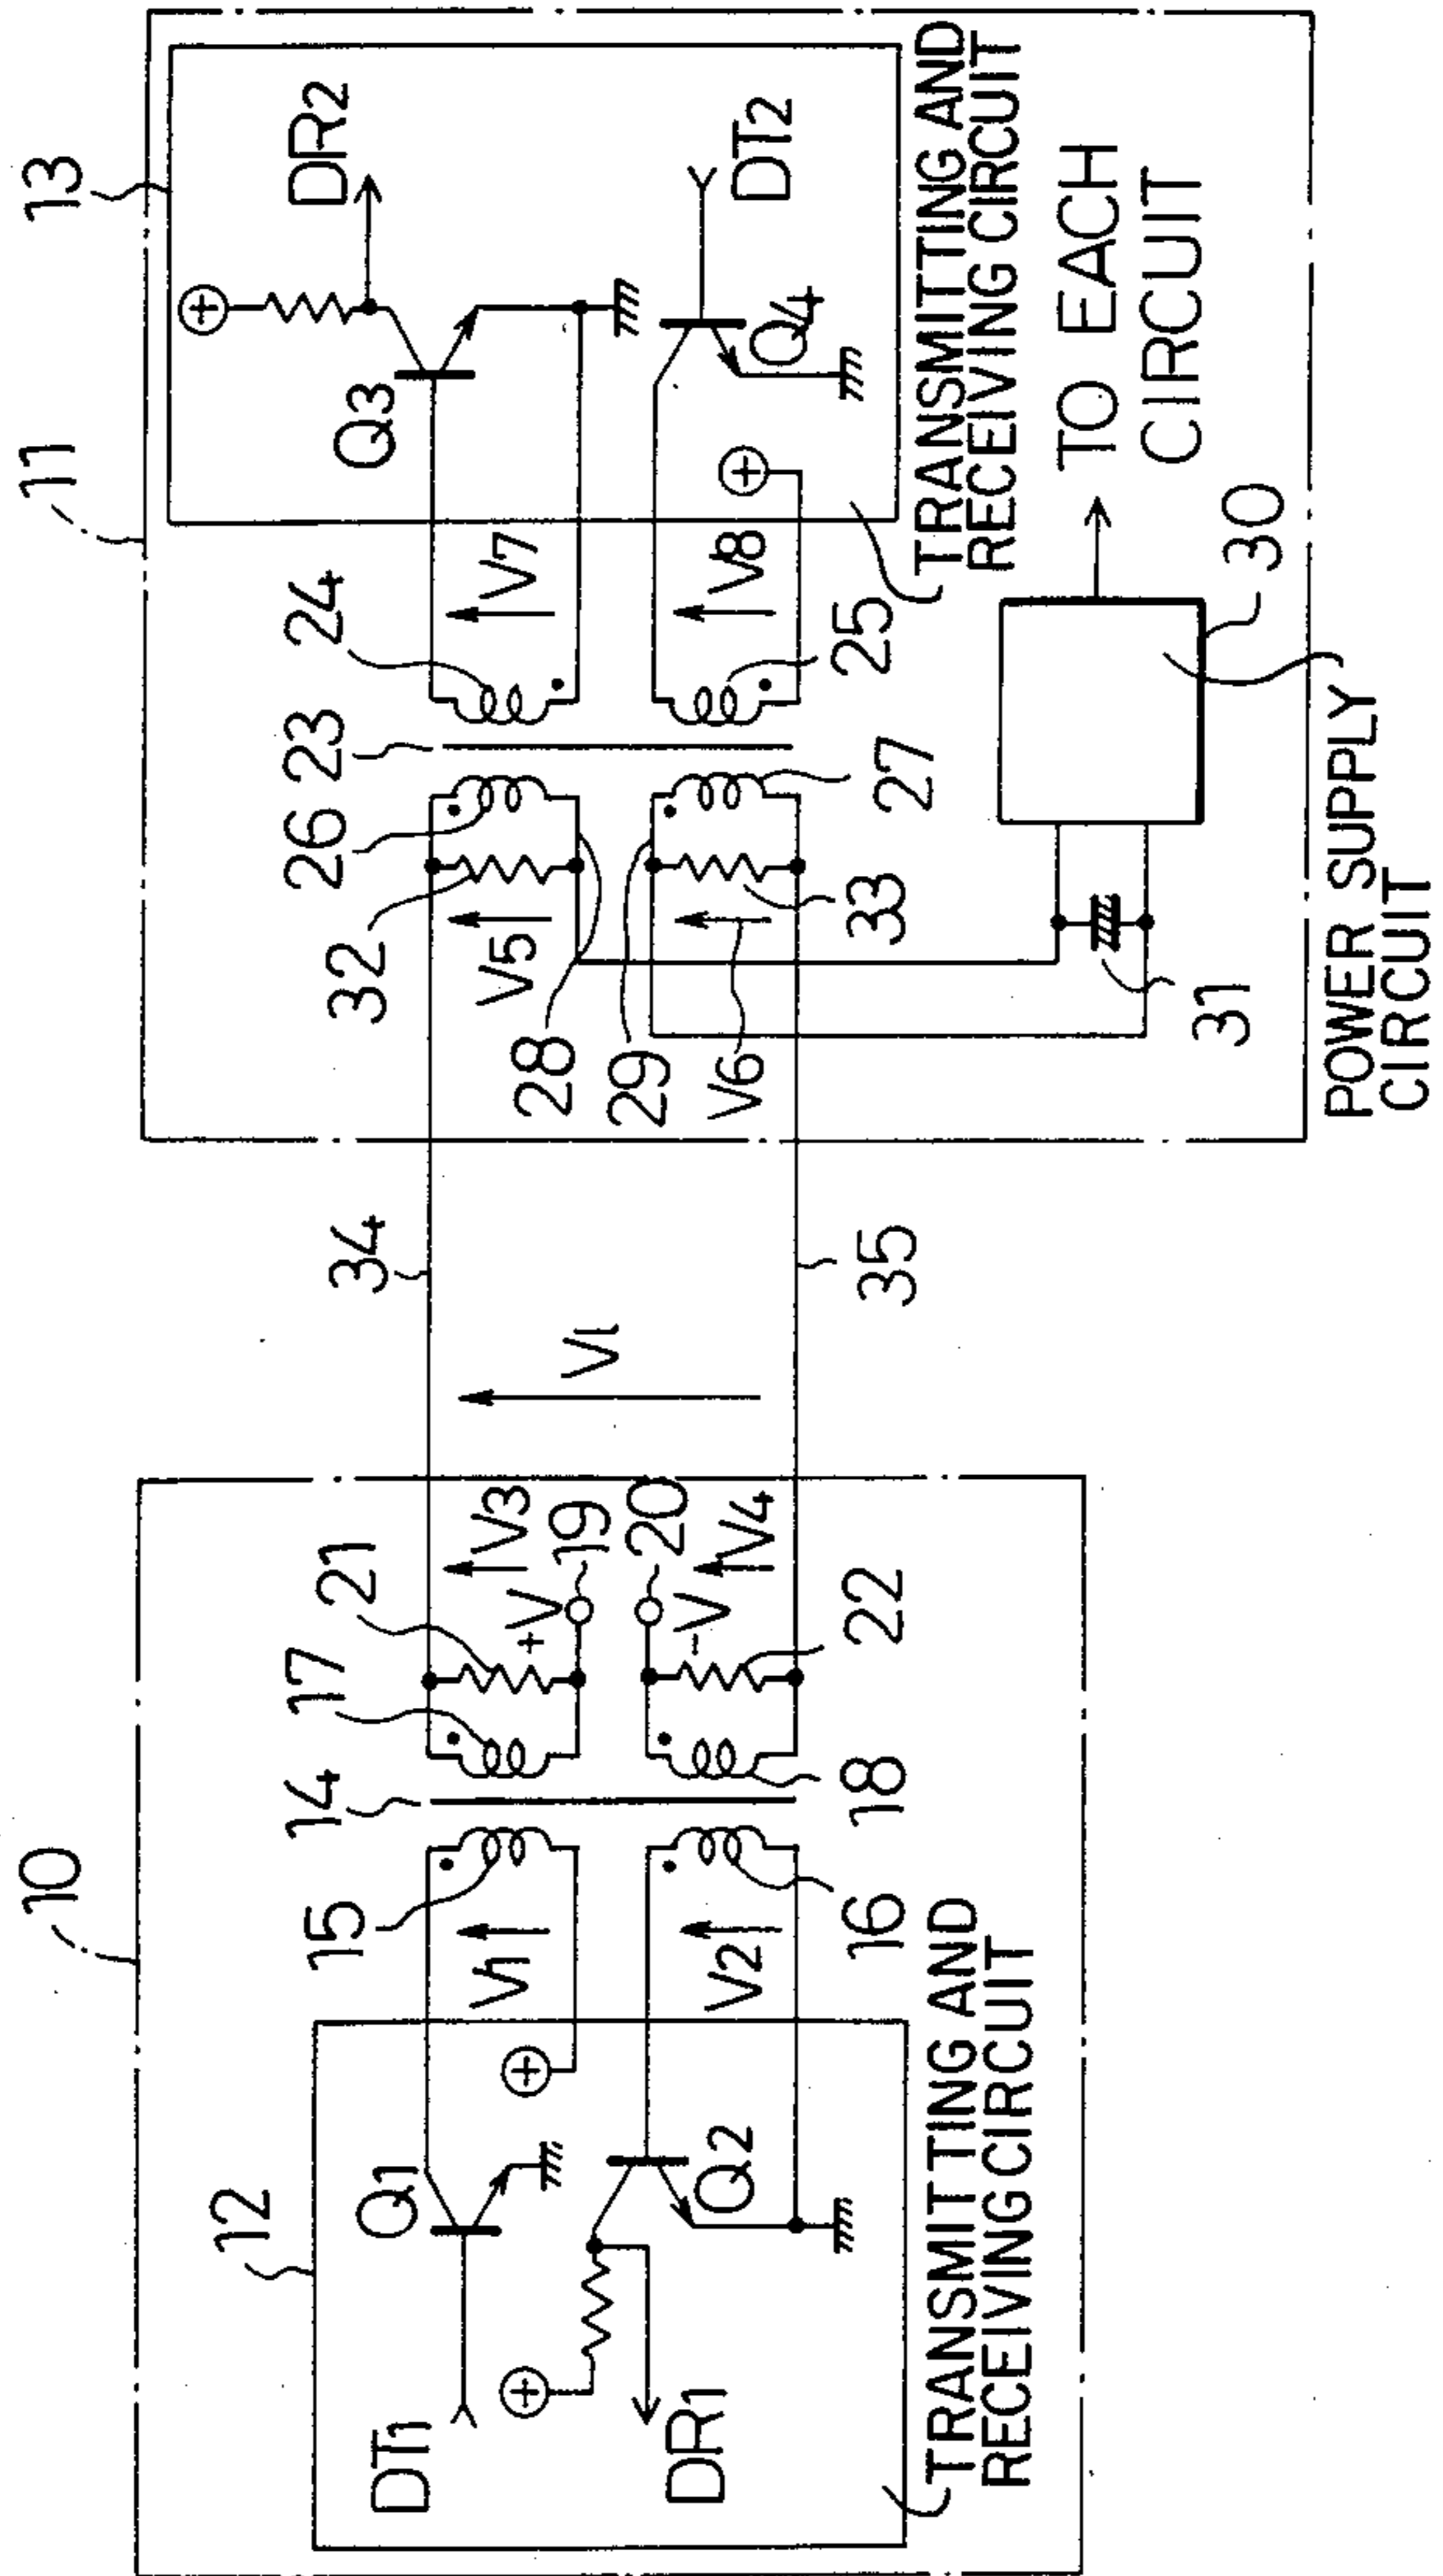 10
11
12
13
TRANSMITTING AND
RECEIVING CIRCUIT
DT1
DR1
Q1
Q2
V1
V2
15
16
14
17
18
21
22
+V
-V
19
20
V3
V4
Vl
34
35
V5
V6
28
29
32
33
26
27
23
24
25
V7
V8
Q3
Q4
DR2
DT2
TRANSMITTING AND
RECEIVING CIRCUIT
31
30
TO EACH
CIRCUIT
POWER SUPPLY
CIRCUIT